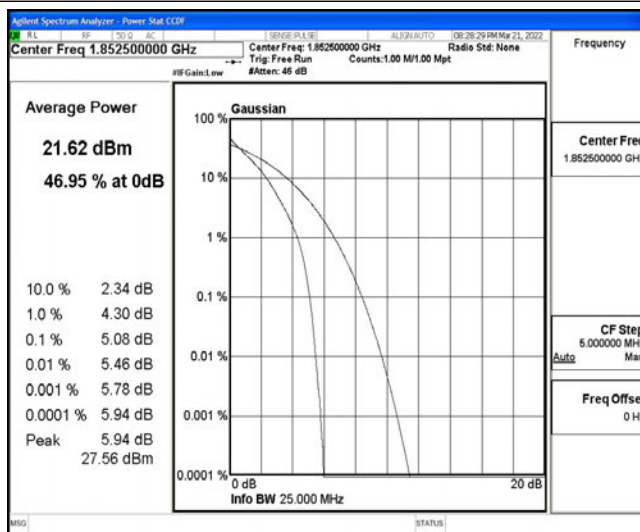 Agilent Spectrum Analyzer - Power Stat CCDF
RL RF 50 Ω AC SENSE:PULSE ALIGN AUTO 08:28:29 PM Mar 21, 2022
Center Freq 1.852500000 GHz
Center Freq: 1.852500000 GHz Radio Std: None
Trig: Free Run Counts:1.00 M/1.00 Mpt
#IFGain:Low #Atten: 46 dB
Frequency
Average Power
21.62 dBm
46.95 % at 0dB
10.0 % 2.34 dB
1.0 % 4.30 dB
0.1 % 5.08 dB
0.01 % 5.46 dB
0.001 % 5.78 dB
0.0001 % 5.94 dB
Peak 5.94 dB
27.56 dBm
Gaussian
100 %
10 %
1 %
0.1 %
0.01 %
0.001 %
0.0001 %
0 dB 20 dB
Info BW 25.000 MHz
Center Fre
1.852500000 GH
CF Step
5.000000 MH
Auto Ma
Freq Offse
0 H
MSG STATUS